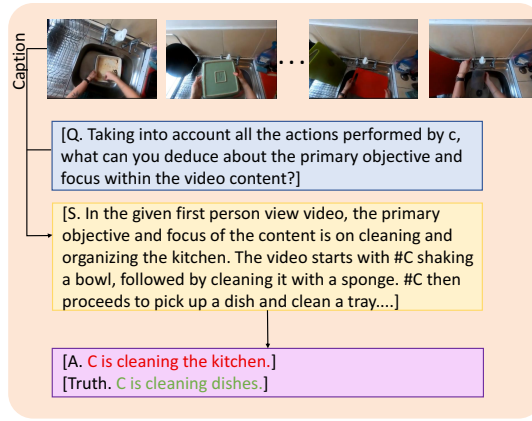 Caption
[Q. Taking into account all the actions performed by c,
what can you deduce about the primary objective and
focus within the video content?]
[S. In the given first person view video, the primary
objective and focus of the content is on cleaning and
organizing the kitchen. The video starts with #C shaking
a bowl, followed by cleaning it with a sponge. #C then
proceeds to pick up a dish and clean a tray....]
[A. C is cleaning the kitchen.]
[Truth. C is cleaning dishes.]